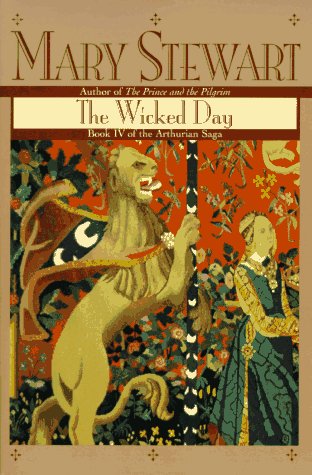 MARY STEWART
Author of The Prince and the Pilgrim
The Wicked Day
Book IV of the Arthurian Saga